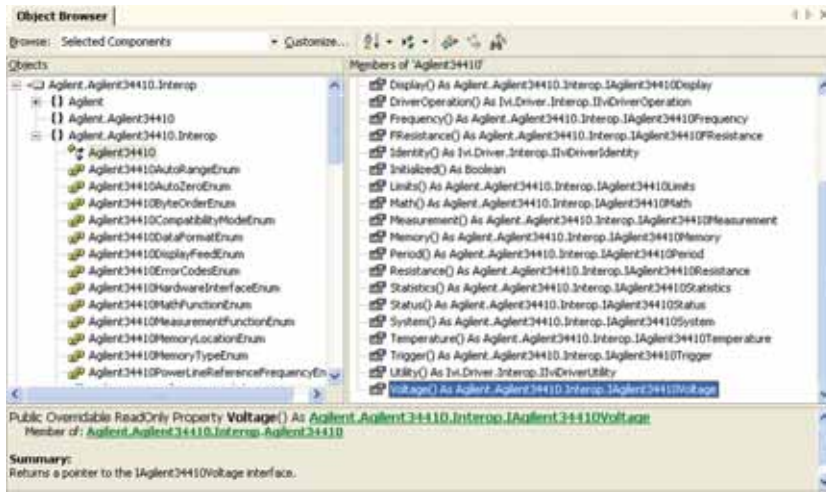 Object Browser
Browse: Selected Components Customize...
Objects
Agilent.Agilent34410.Interop
{} Agilent
{} Agilent.Agilent34410
{} Agilent.Agilent34410.Interop
Agilent34410
Agilent34410AutoRangeEnum
Agilent34410AutoZeroEnum
Agilent34410ByteOrderEnum
Agilent34410CompatibilityModeEnum
Agilent34410DataFormatEnum
Agilent34410DisplayFeedEnum
Agilent34410ErrorCodesEnum
Agilent34410HardwareInterfaceEnum
Agilent34410MathFunctionEnum
Agilent34410MeasurementFunctionEnum
Agilent34410MemoryLocationEnum
Agilent34410MemoryTypeEnum
Agilent34410PowerLineReferenceFrequencyEn
Members of 'Agilent34410'
Display() As Agilent.Agilent34410.Interop.IAgilent34410Display
DriverOperation() As Ivi.Driver.Interop.IIviDriverOperation
Frequency() As Agilent.Agilent34410.Interop.IAgilent34410Frequency
FResistance() As Agilent.Agilent34410.Interop.IAgilent34410FResistance
Identity() As Ivi.Driver.Interop.IIviDriverIdentity
Initialized() As Boolean
Limits() As Agilent.Agilent34410.Interop.IAgilent34410Limits
Math() As Agilent.Agilent34410.Interop.IAgilent34410Math
Measurement() As Agilent.Agilent34410.Interop.IAgilent34410Measurement
Memory() As Agilent.Agilent34410.Interop.IAgilent34410Memory
Period() As Agilent.Agilent34410.Interop.IAgilent34410Period
Resistance() As Agilent.Agilent34410.Interop.IAgilent34410Resistance
Statistics() As Agilent.Agilent34410.Interop.IAgilent34410Statistics
Status() As Agilent.Agilent34410.Interop.IAgilent34410Status
System() As Agilent.Agilent34410.Interop.IAgilent34410System
Temperature() As Agilent.Agilent34410.Interop.IAgilent34410Temperature
Trigger() As Agilent.Agilent34410.Interop.IAgilent34410Trigger
Utility() As Ivi.Driver.Interop.IIviDriverUtility
Voltage() As Agilent.Agilent34410.Interop.IAgilent34410Voltage
Public Overridable ReadOnly Property Voltage() As Agilent.Agilent34410.Interop.IAgilent34410Voltage
Member of: Agilent.Agilent34410.Interop.Agilent34410
Summary:
Returns a pointer to the IAgilent34410Voltage interface.